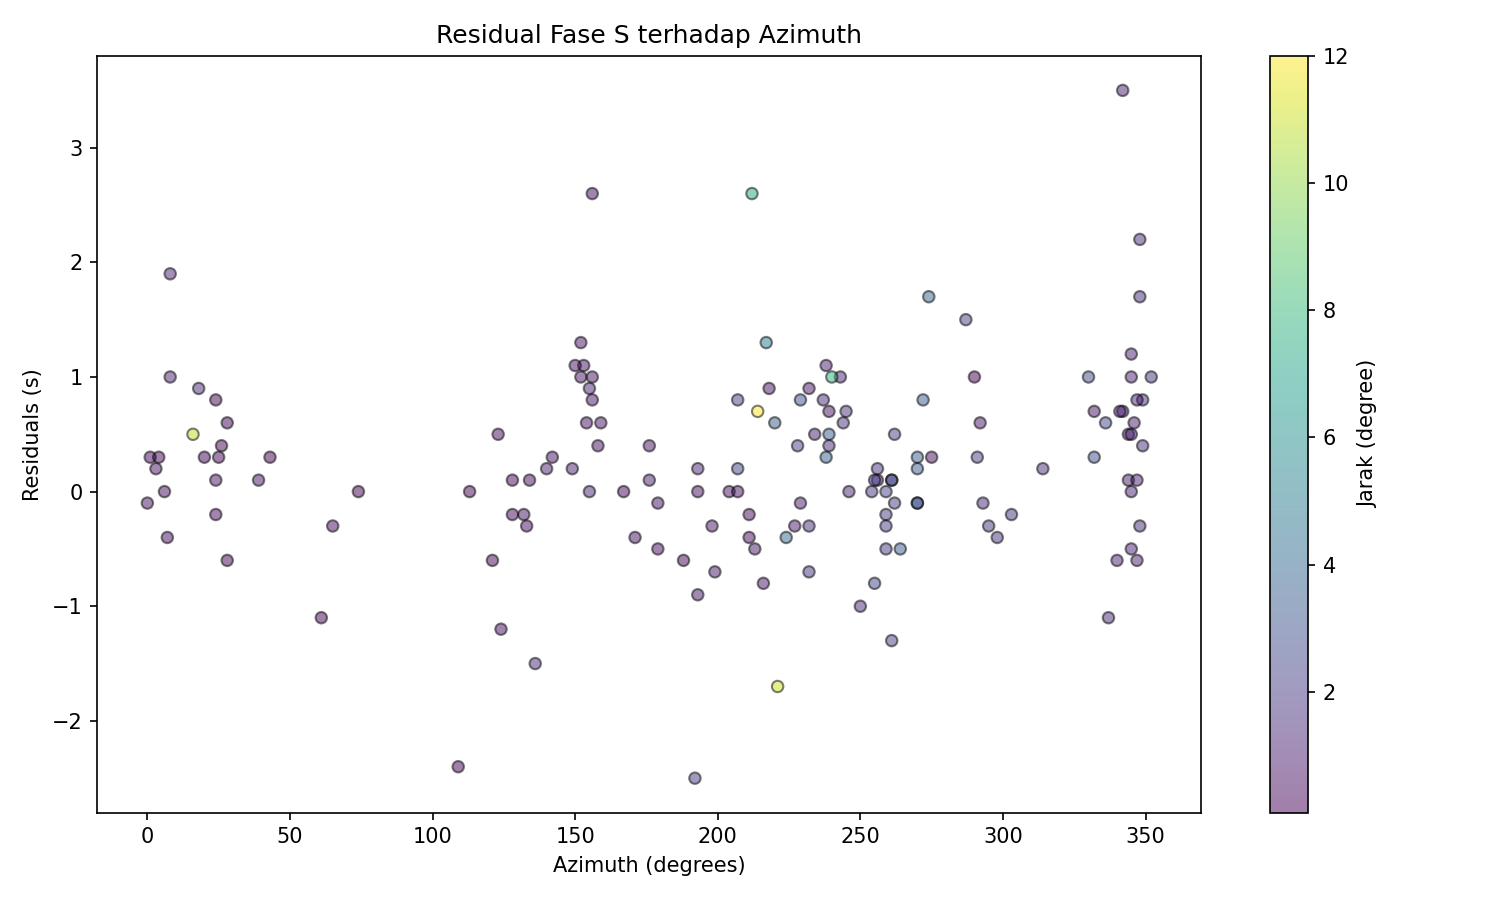 Residual Fase S terhadap Azimuth
Residuals (s)
3
2
1
0
−1
−2
0 50 100 150 200 250 300 350
Azimuth (degrees)
12
10
8
6
4
2
Jarak (degree)